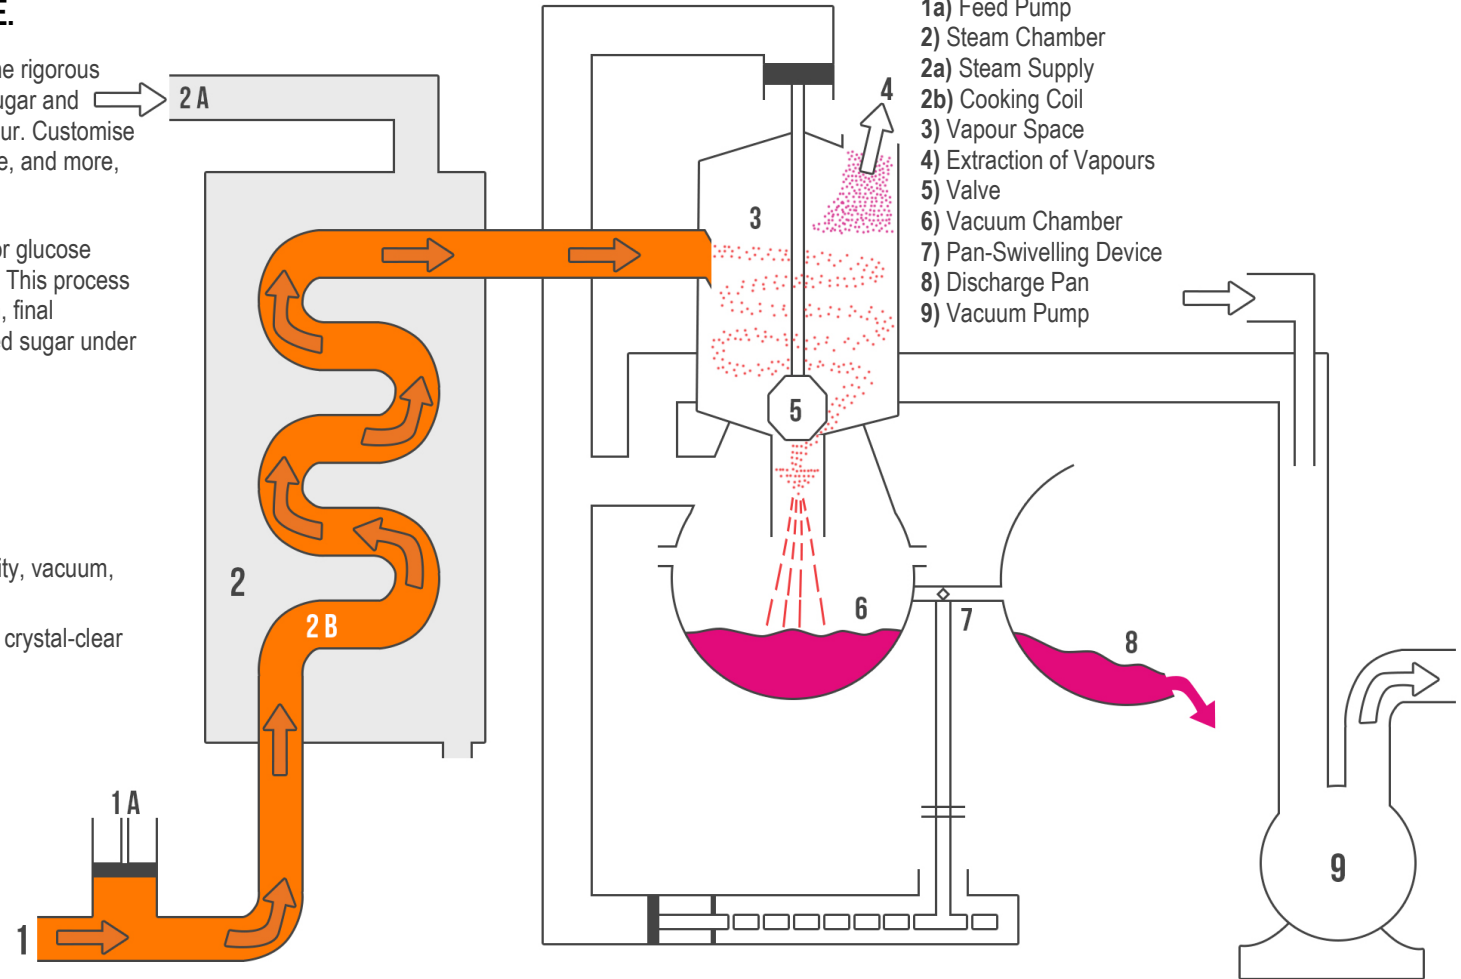 E.
ne rigorous
ugar and
ur. Customise
e, and more,
or glucose
This process
, final
ed sugar under
ity, vacuum,
crystal-clear
1a) Feed Pump
2) Steam Chamber
2a) Steam Supply
2b) Cooking Coil
3) Vapour Space
4) Extraction of Vapours
5) Valve
6) Vacuum Chamber
7) Pan-Swivelling Device
8) Discharge Pan
9) Vacuum Pump
2 A
4
3
5
2
2 B
6
7
8
1 A
9
1